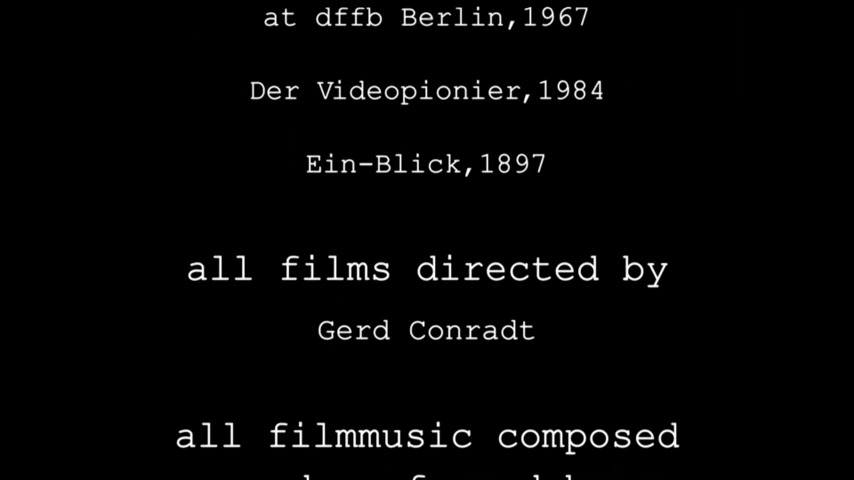 at dffb Berlin,1967
Der Videopionier,1984
Ein-Blick,1897
all films directed by
Gerd Conradt
all filmmusic composed